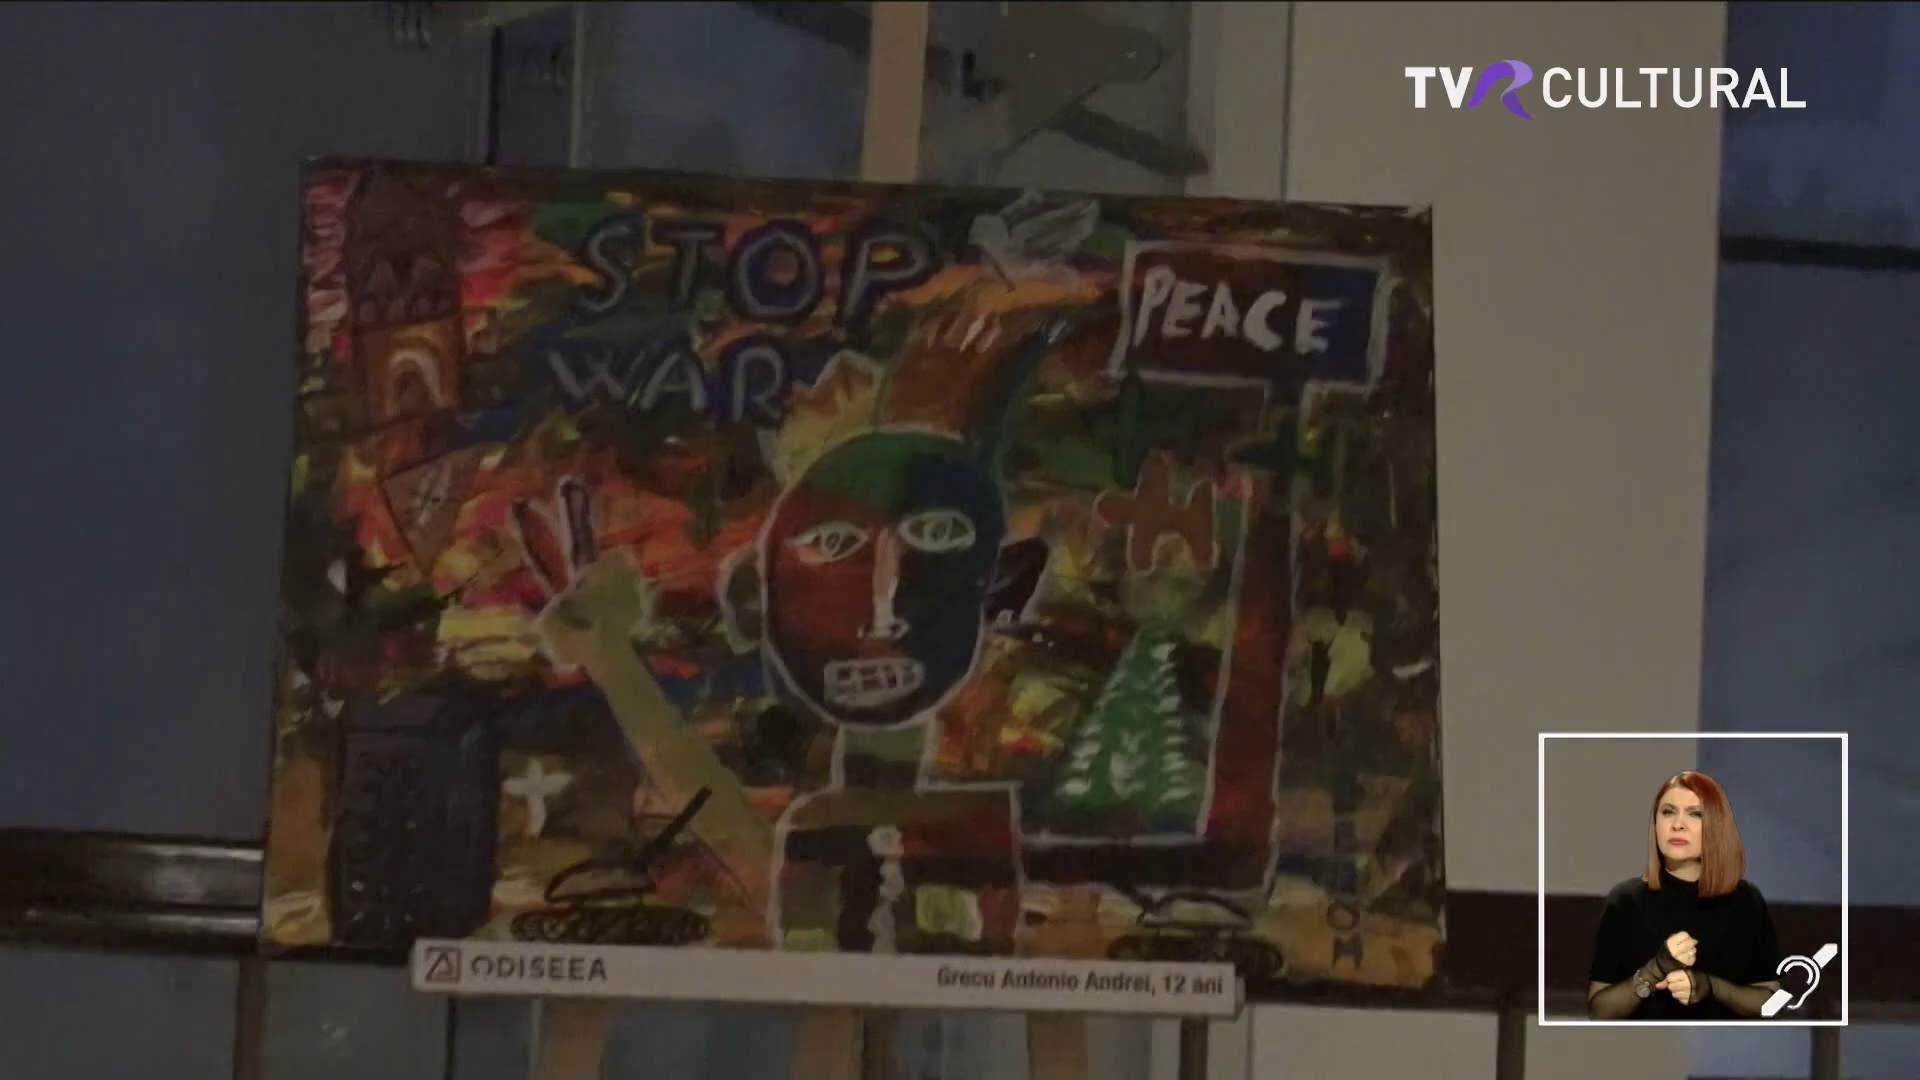 TVR CULTURAL
STOP
WAR
PEACE
ODISEEA
Grecu Antonio Andrei, 12 ani